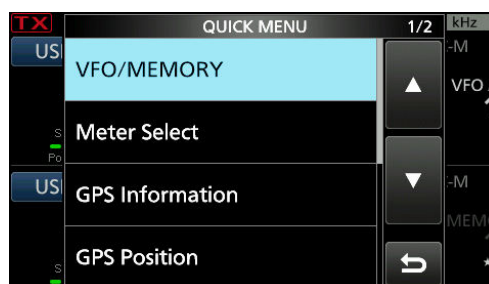 TX QUICK MENU 1/2 kHz
US -M
VFO/MEMORY
VFO
Meter Select
S
Po
US -M
GPS Information
MEM
GPS Position
S